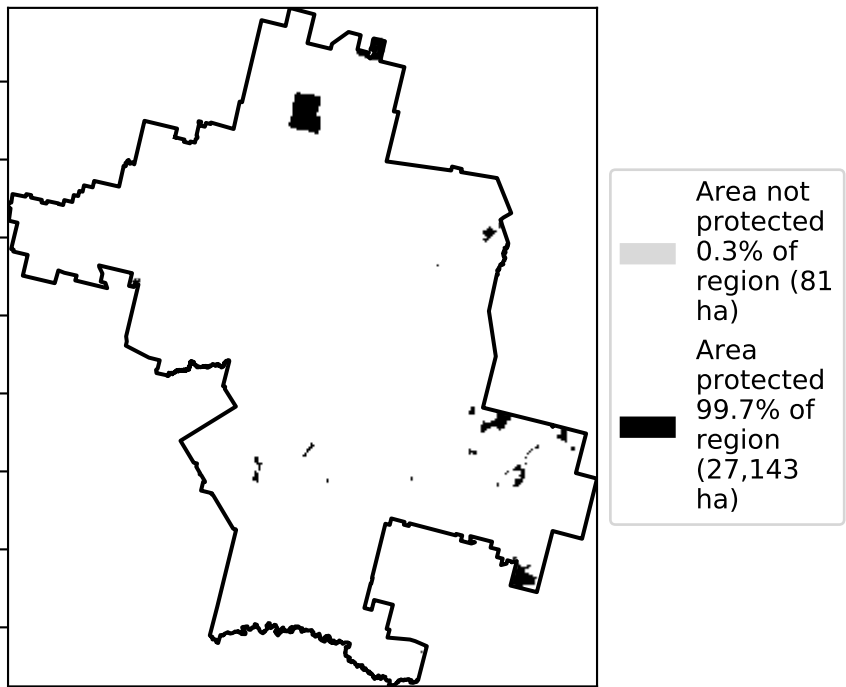 Area not
protected
0.3% of
region (81
ha)
Area
protected
99.7% of
region
(27,143
ha)